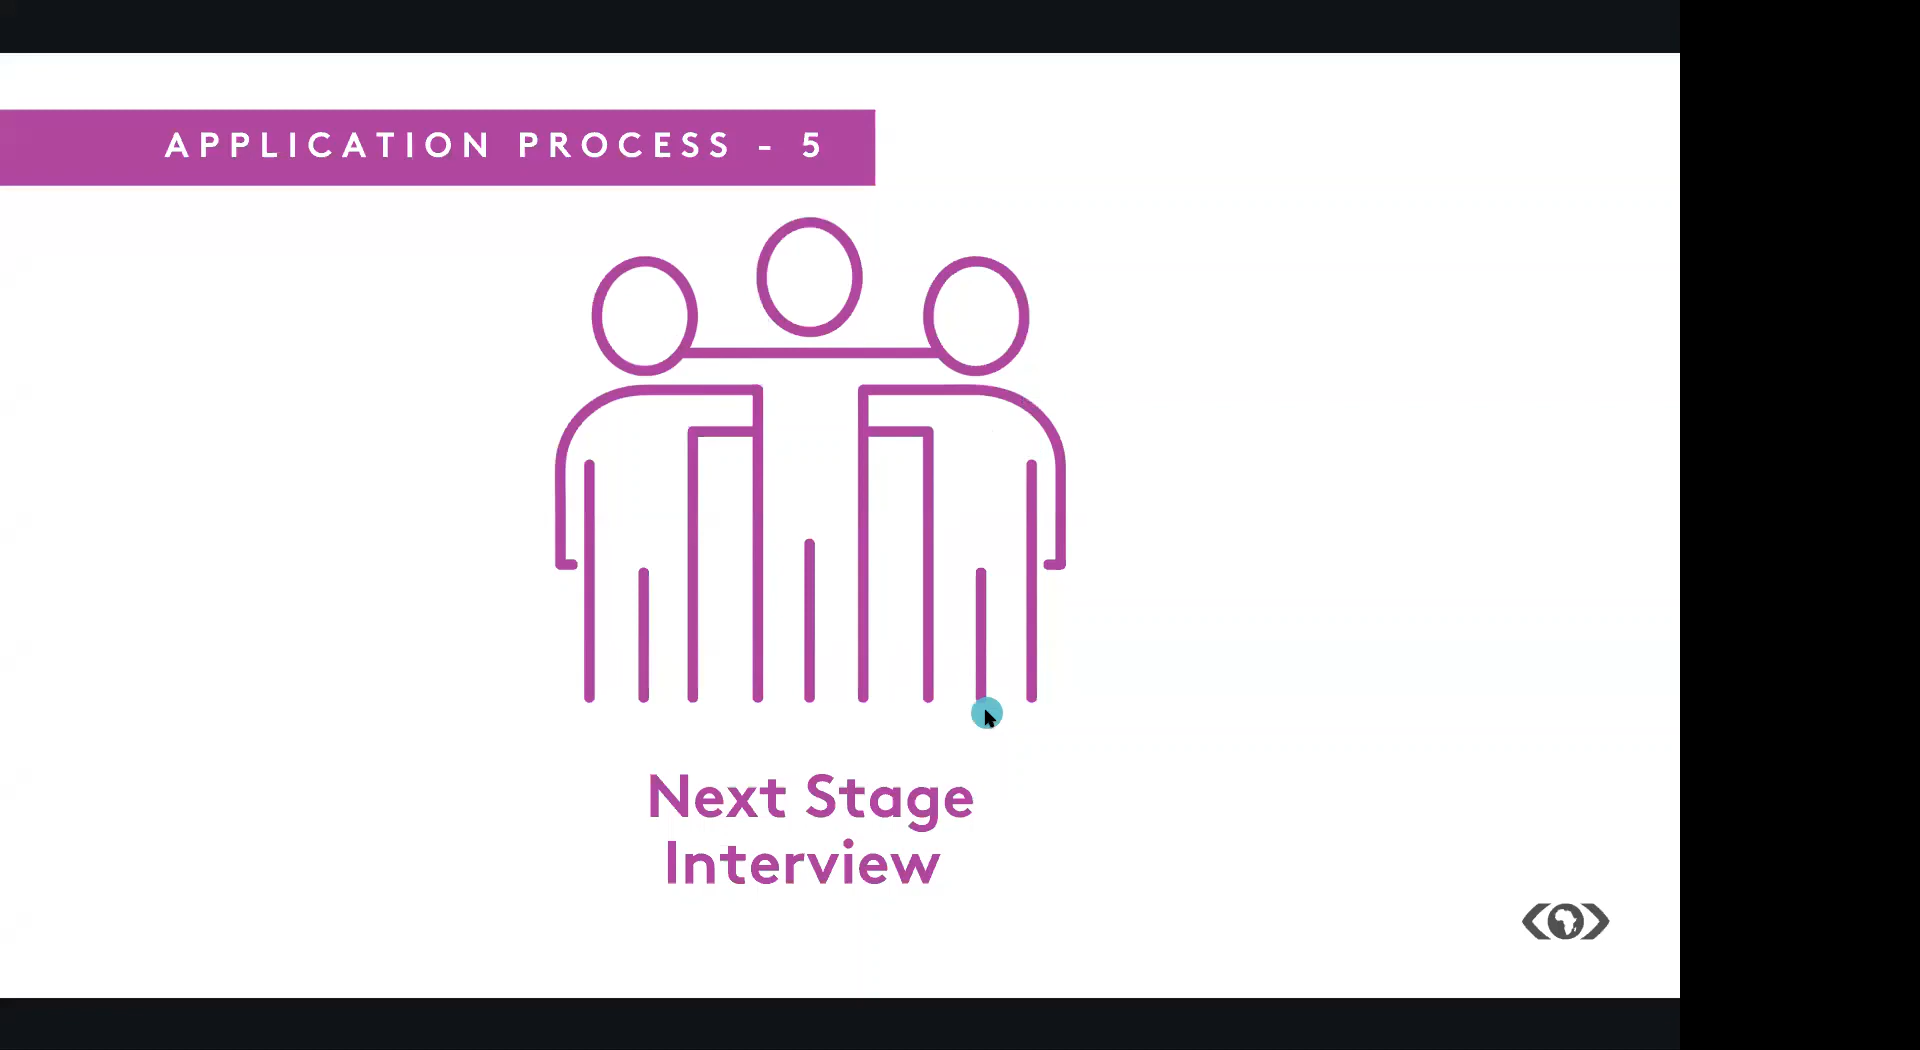 APPLICATION PROCESS - 5
Next Stage
Interview